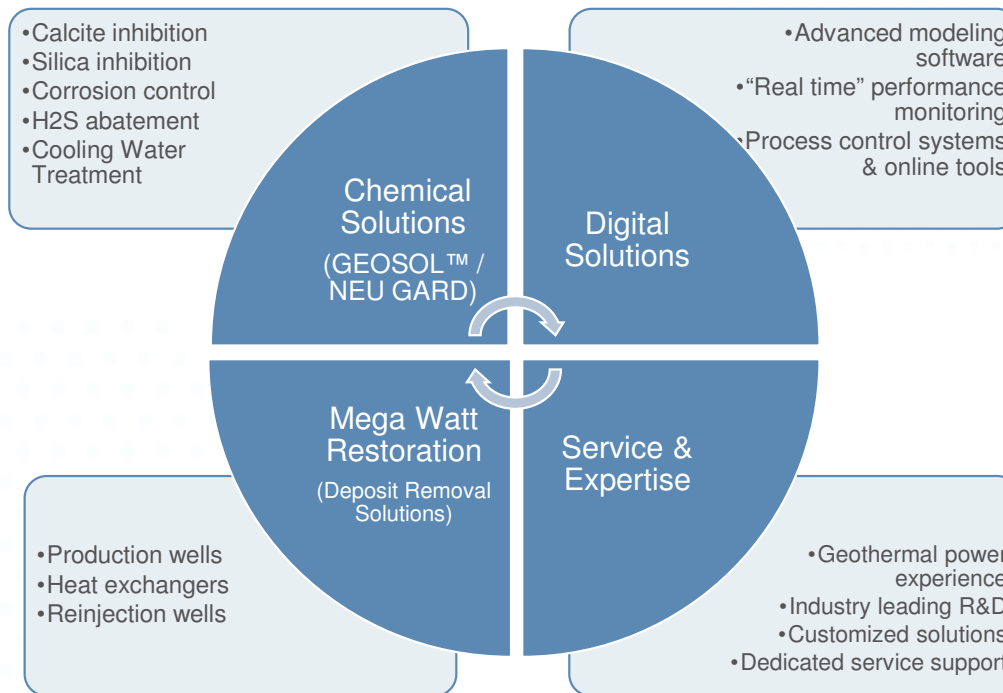 •Calcite inhibition
•Silica inhibition
•Corrosion control
•H2S abatement
•Cooling Water
Treatment
•Advanced modeling
software
•“Real time” performance
monitoring
•Process control systems
& online tools
Chemical
Solutions
(GEOSOL™ /
NEU GARD)
Digital
Solutions
Mega Watt
Restoration
(Deposit Removal
Solutions)
Service &
Expertise
•Production wells
•Heat exchangers
•Reinjection wells
•Geothermal power
experience
•Industry leading R&D
•Customized solutions
•Dedicated service support